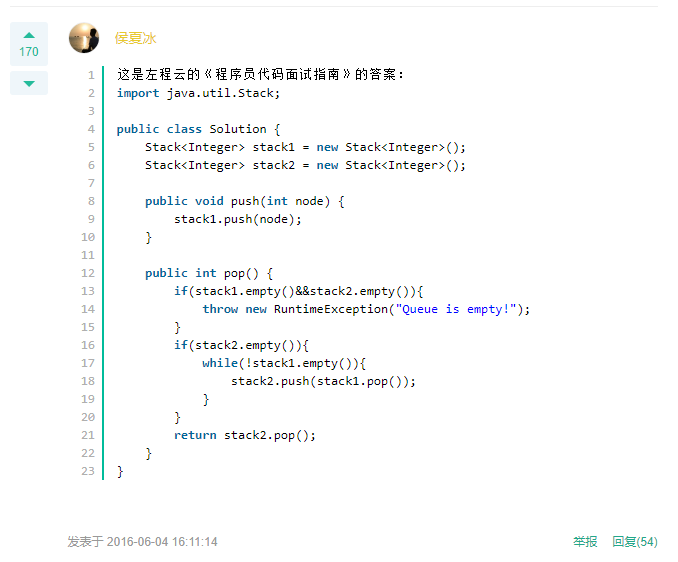 170
侯夏冰
1 这是左程云的《程序员代码面试指南》的答案：
2 import java.util.Stack;
3
4 public class Solution {
5     Stack<Integer> stack1 = new Stack<Integer>();
6     Stack<Integer> stack2 = new Stack<Integer>();
7
8     public void push(int node) {
9         stack1.push(node);
10     }
11
12     public int pop() {
13         if(stack1.empty()&&stack2.empty()){
14             throw new RuntimeException("Queue is empty!");
15         }
16         if(stack2.empty()){
17             while(!stack1.empty()){
18                 stack2.push(stack1.pop());
19             }
20         }
21         return stack2.pop();
22     }
23 }
发表于 2016-06-04 16:11:14 举报 回复(54)